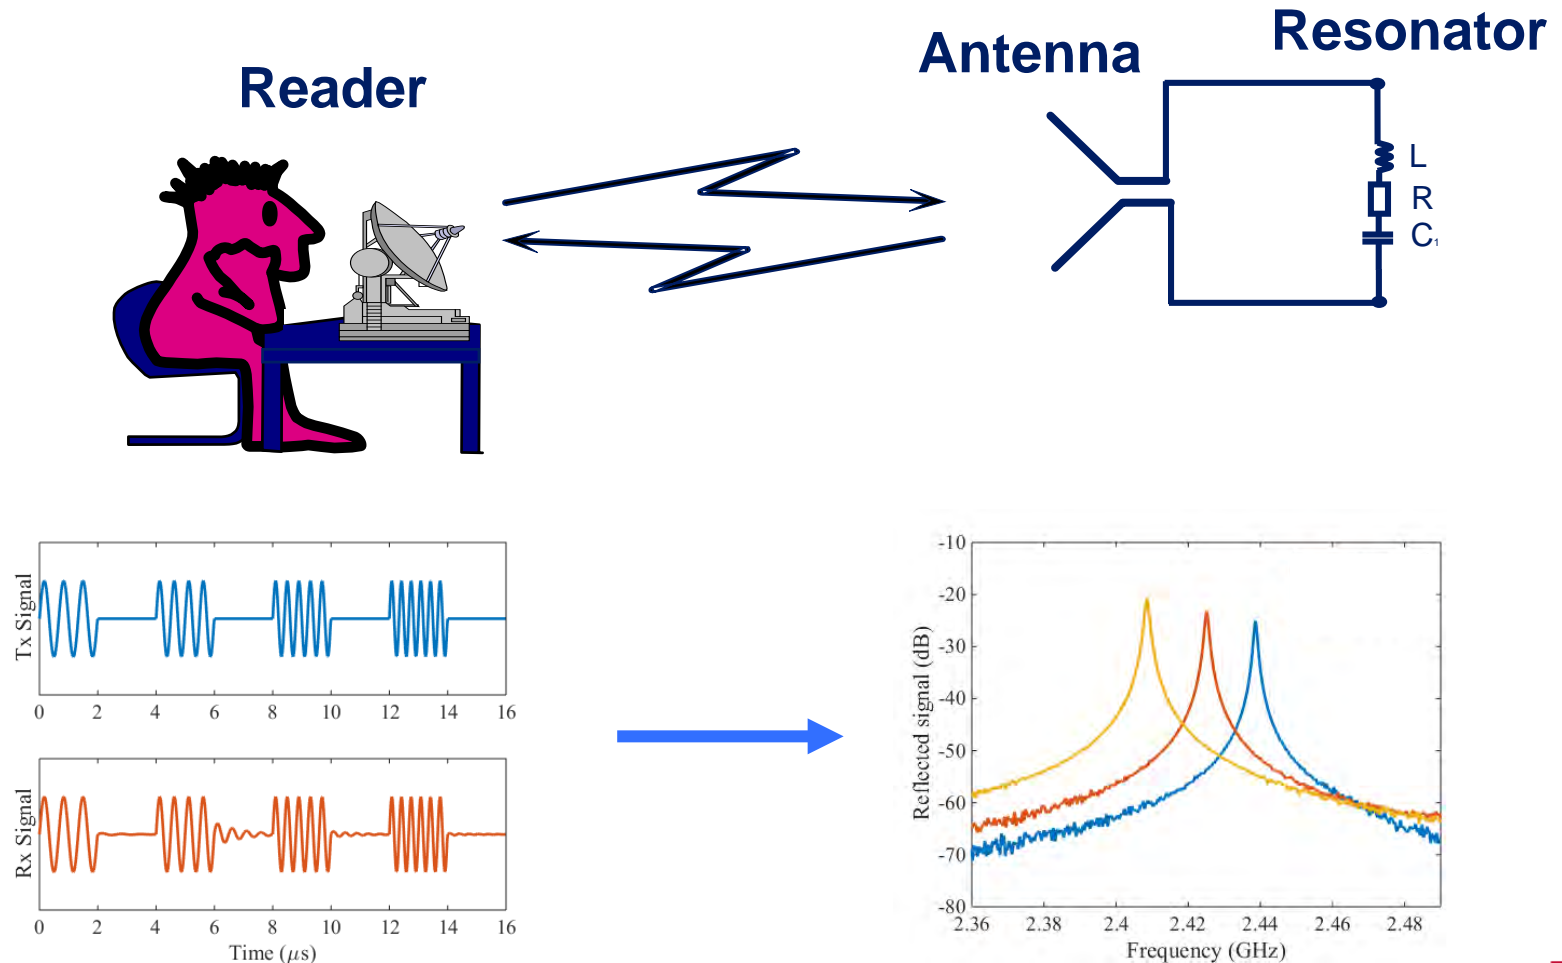 Reader
Antenna
Resonator
L
R
C1
Tx Signal
0 2 4 6 8 10 12 14 16
Rx Signal
0 2 4 6 8 10 12 14 16
Time (μs)
Reflected signal (dB)
-10
-20
-30
-40
-50
-60
-70
-80
2.36 2.38 2.4 2.42 2.44 2.46 2.48
Frequency (GHz)